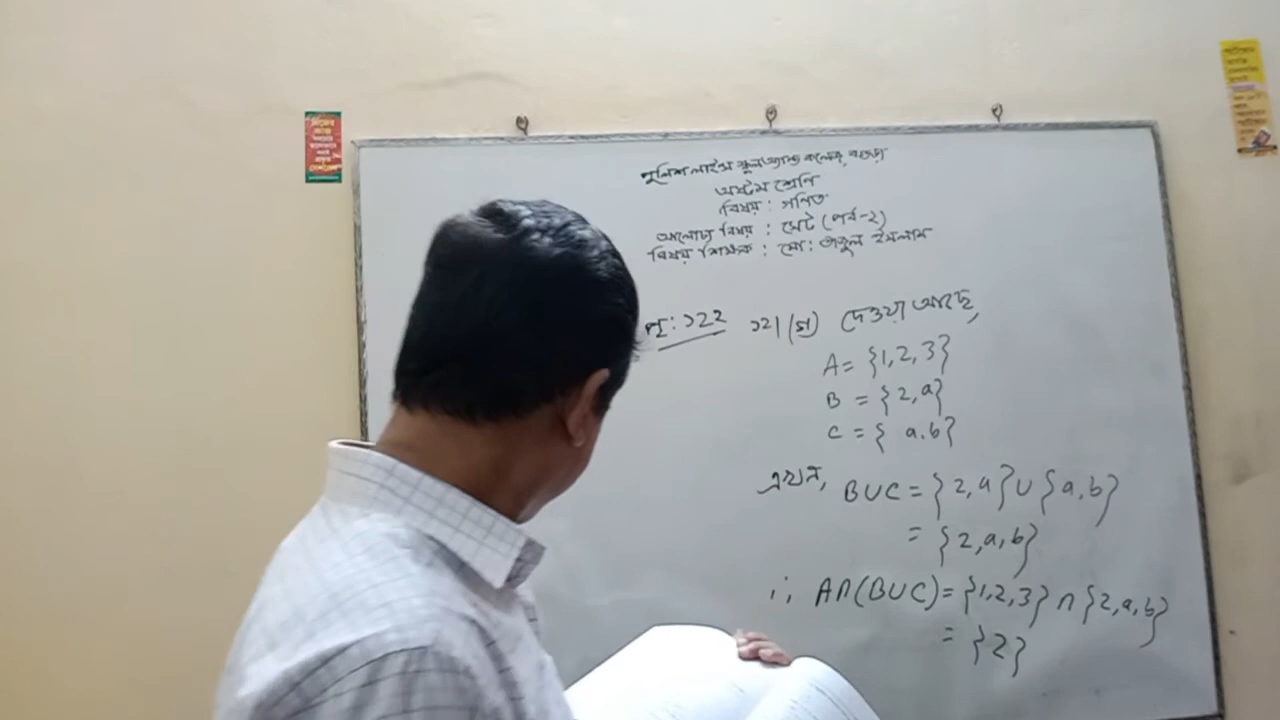 পুলিশ লাইন্স স্কুল অ্যান্ড কলেজ, বগুড়া
অষ্টম শ্রেণি
বিষয় : গণিত
আলোচ্য বিষয় : সেট (পর্ব-২)
বিষয় শিক্ষক : মো: ইসলাম
পৃ: ১২২ ১২। (গ) দেওয়া আছে,
A = {1, 2, 3}
B = {2, a}
C = { a, b}
এখন, B∪C = {2, a} ∪ {a, b}
= {2, a, b}
∴ A∩(B∪C) = {1, 2, 3} ∩ {2, a, b}
= {2}